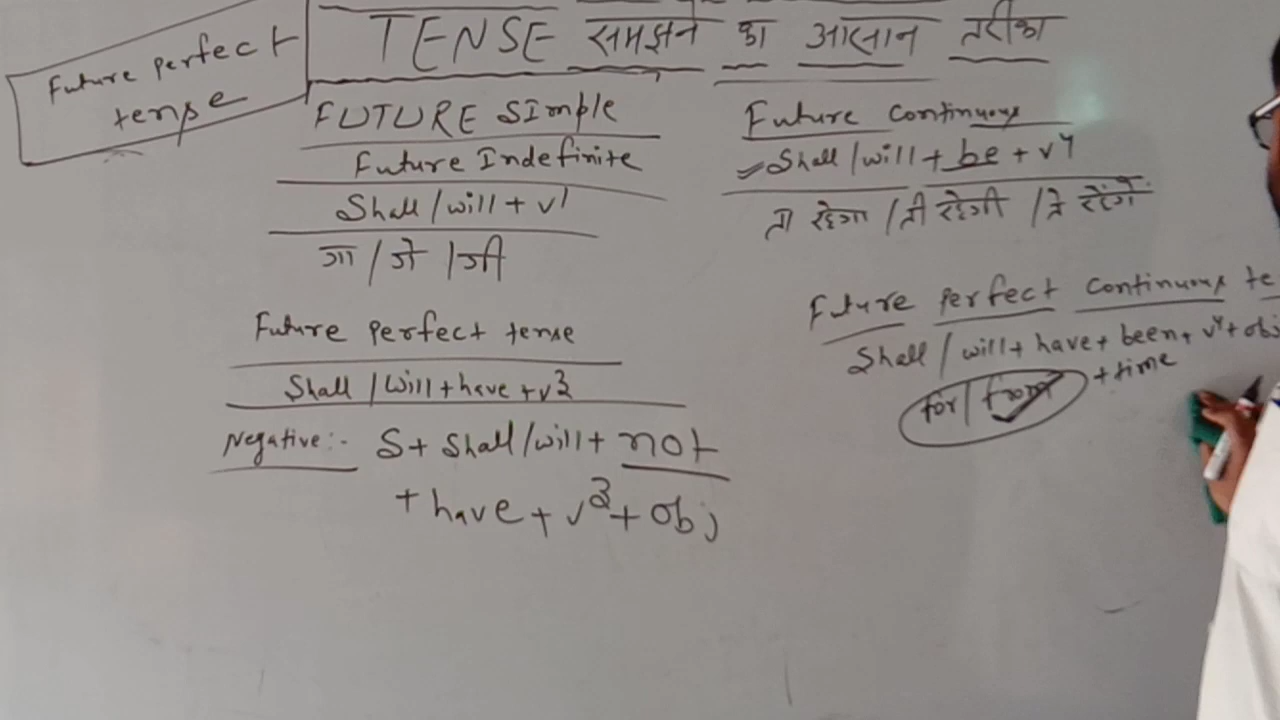 Future perfect
tense
TENSE समझने का आसान तरीका
FUTURE SImple
Future Indefinite
Shall / will + v1
गा / गे / गी
Future continuous
Shall / will + be + v4
ता रहेगा / ती रहेगी / ते रहेंगे
Future perfect tense
Shall / Will + have + v3
Negative :- S + Shall / will + not
+ have + v3 + obj
Future perfect continuous te
Shall / will + have + been + v4 + obj
for / from + time